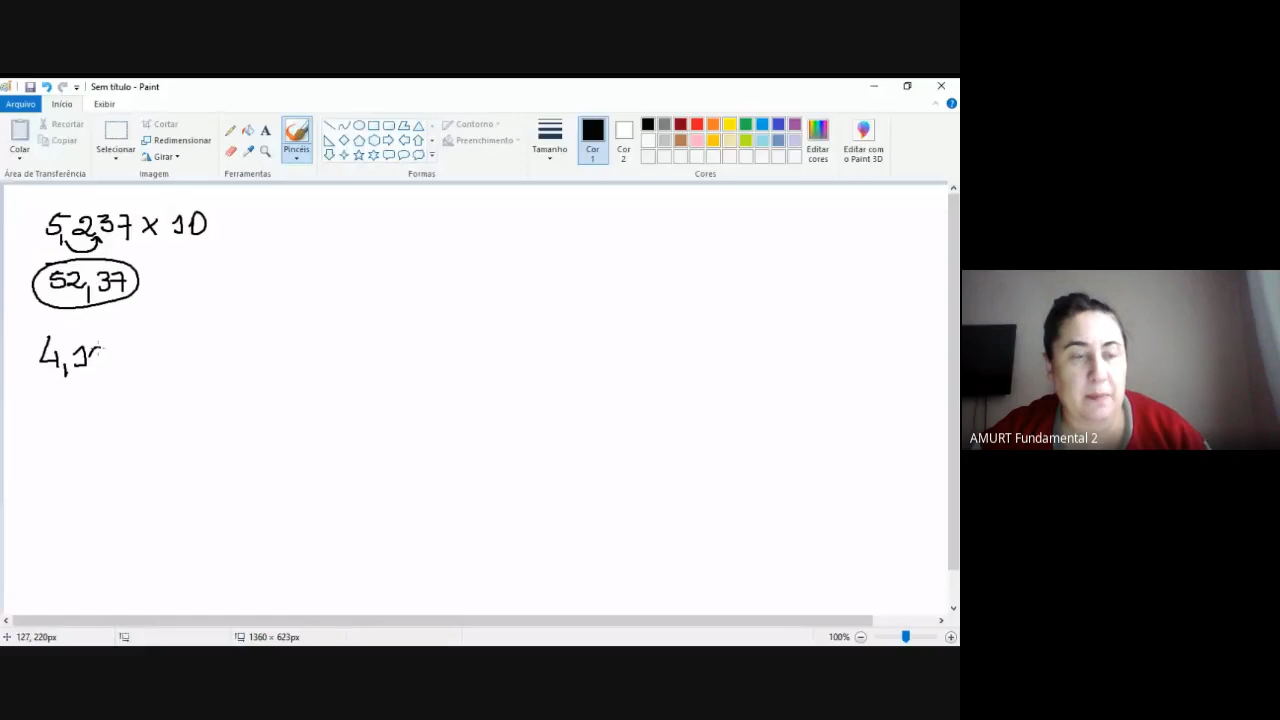 Sem título - Paint
Arquivo Início Exibir
Colar
Recortar
Copiar
Área de Transferência
Selecionar
Cortar
Redimensionar
Girar
Imagem
A
Ferramentas
Pincéis
Contorno
Preenchimento
Formas
Tamanho
Cor 1
Cor 2
Editar cores
Editar com o Paint 3D
Cores
5,237 x 10
52,37
4,1
AMURT Fundamental 2
127, 220px
1360 × 623px
100%